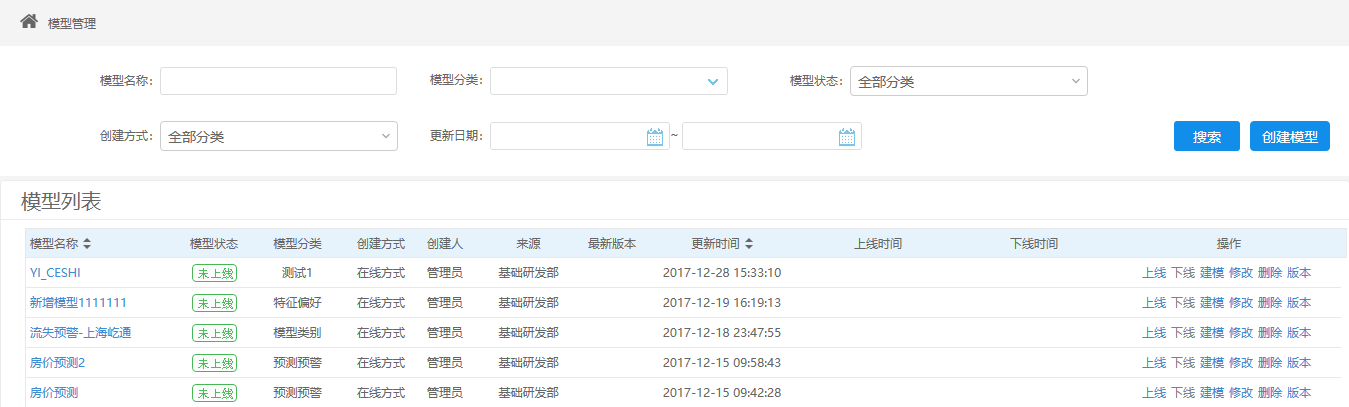 模型管理
模型名称: 模型分类: 模型状态: 全部分类
创建方式: 全部分类 更新日期: ~ 搜索 创建模型
模型列表
模型名称 模型状态 模型分类 创建方式 创建人 来源 最新版本 更新时间 上线时间 下线时间 操作
YI_CESHI 未上线 测试1 在线方式 管理员 基础研发部 2017-12-28 15:33:10 上线 下线 建模 修改 删除 版本
新增模型1111111 未上线 特征偏好 在线方式 管理员 基础研发部 2017-12-19 16:19:13 上线 下线 建模 修改 删除 版本
流失预警-上海屹通 未上线 模型类别 在线方式 管理员 基础研发部 2017-12-18 23:47:55 上线 下线 建模 修改 删除 版本
房价预测2 未上线 预测预警 在线方式 管理员 基础研发部 2017-12-15 09:58:43 上线 下线 建模 修改 删除 版本
房价预测 未上线 预测预警 在线方式 管理员 基础研发部 2017-12-15 09:42:28 上线 下线 建模 修改 删除 版本